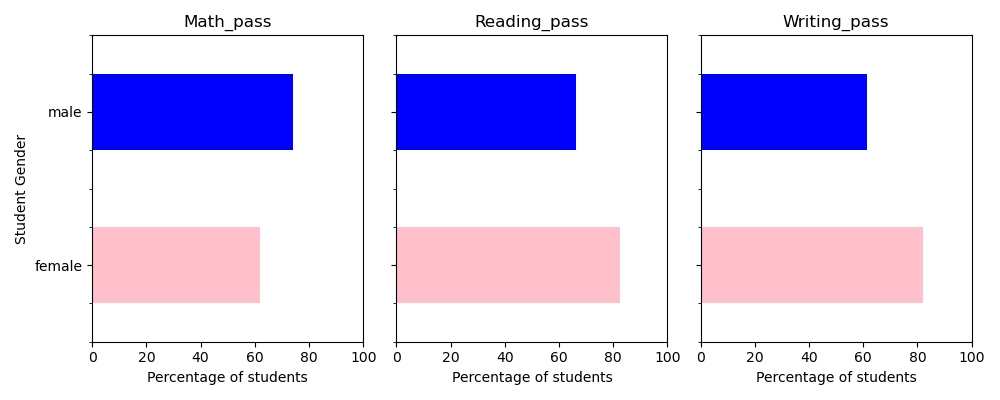 Math_pass
Reading_pass
Writing_pass
Student Gender
male
female
0 20 40 60 80 100
0 20 40 60 80 100
0 20 40 60 80 100
Percentage of students
Percentage of students
Percentage of students